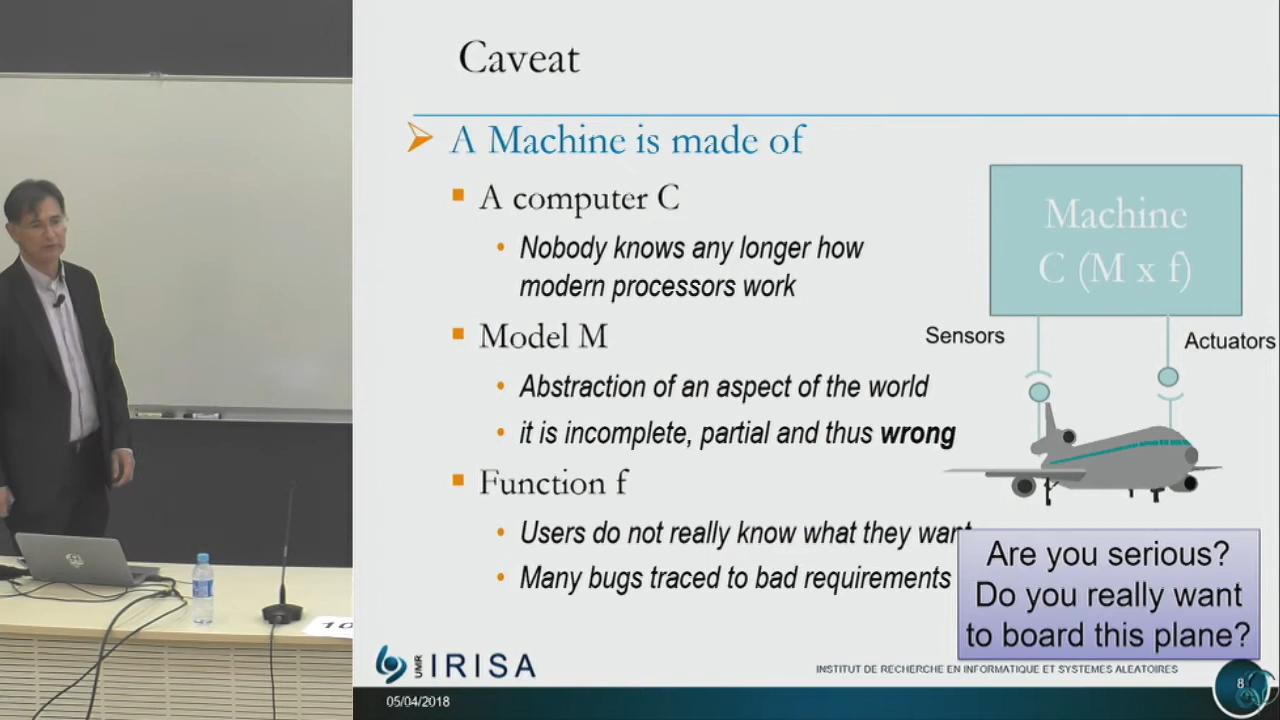 Caveat
A Machine is made of
A computer C
Nobody knows any longer how
modern processors work
Model M
Abstraction of an aspect of the world
it is incomplete, partial and thus wrong
Function f
Users do not really know what they want
Many bugs traced to bad requirements
Machine
C (M x f)
Sensors
Actuators
Are you serious?
Do you really want
to board this plane?
UMR IRISA
INSTITUT DE RECHERCHE EN INFORMATIQUE ET SYSTEMES ALEATOIRES
05/04/2018
8